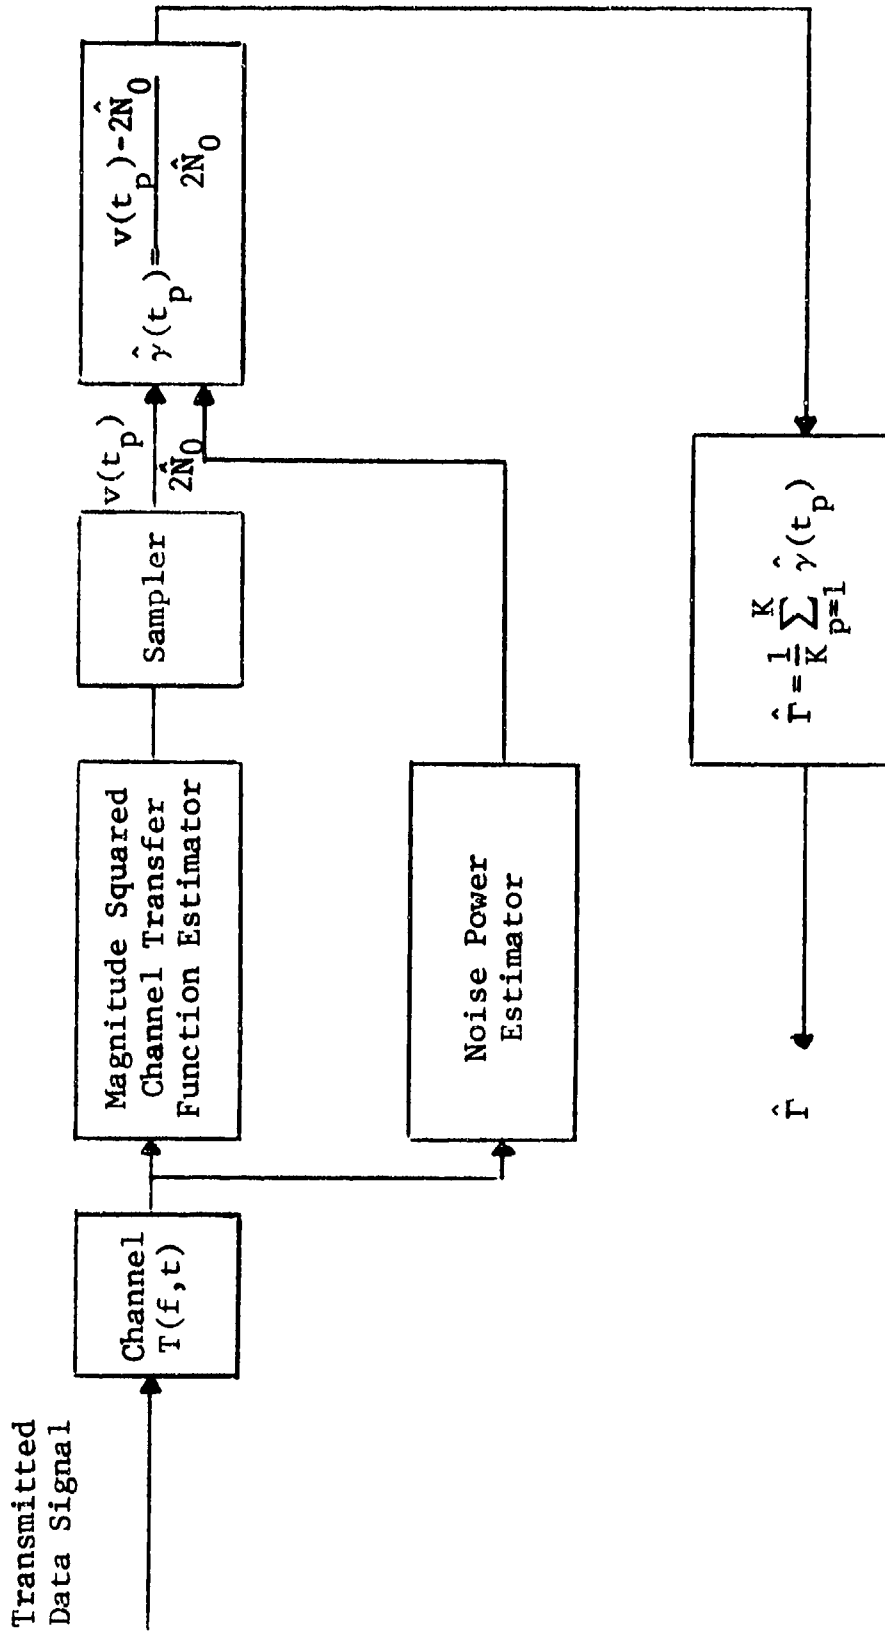 Transmitted
Data Signal
Channel
T(f,t)
Magnitude Squared
Channel Transfer
Function Estimator
Sampler
v(t_p)
2N̂_0
γ̂(t_p)=
v(t_p)-2N̂_0
2N̂_0
Noise Power
Estimator
Γ̂ = 1/K ∑_{p=1}^{K} γ̂(t_p)
Γ̂